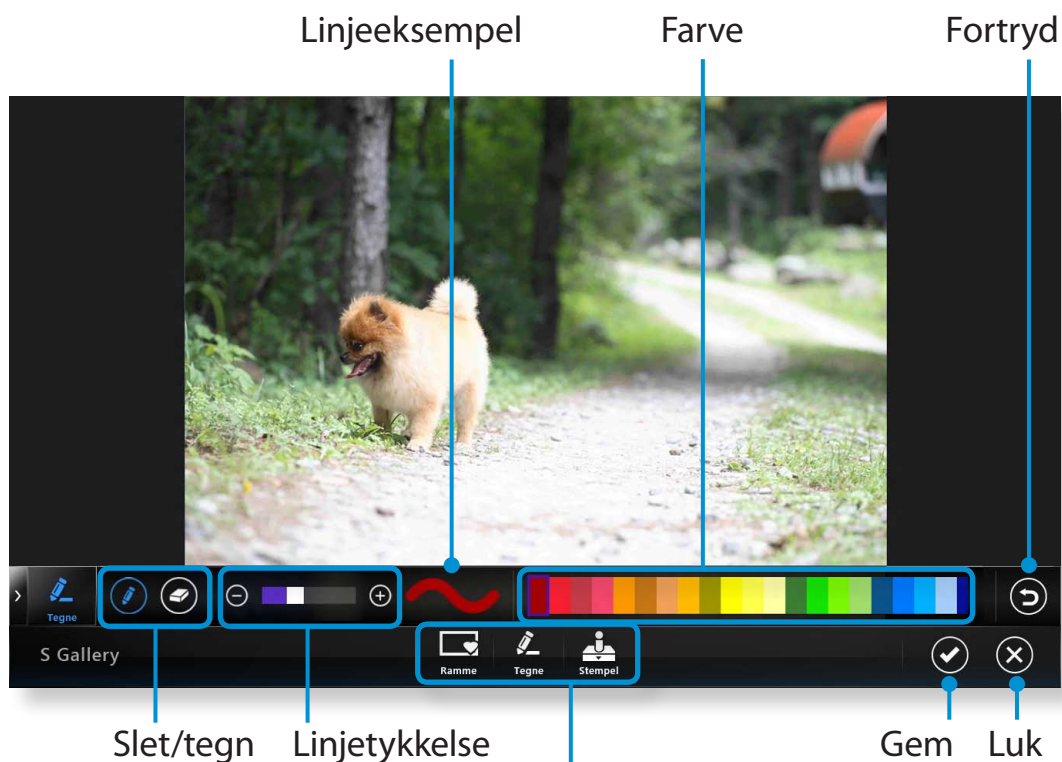 Linjeeksempel Farve Fortryd
Tegne
S Gallery Ramme Tegne Stempel
Slet/tegn Linjetykkelse Gem Luk